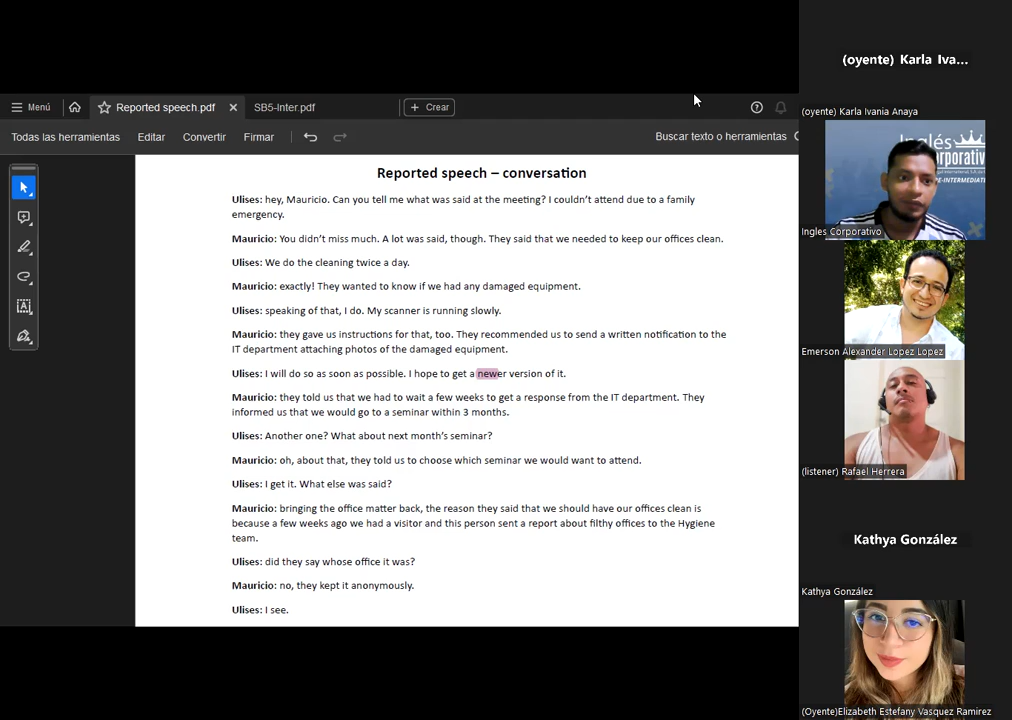 (oyente) Karla Iva...
Menú
Reported speech.pdf
SB5-Inter.pdf
Crear
(oyente) Karla Ivania Anaya
Todas las herramientas
Editar
Convertir
Firmar
Buscar texto o herramientas
Reported speech – conversation
Ulises: hey, Mauricio. Can you tell me what was said at the meeting? I couldn't attend due to a family
emergency.
Mauricio: You didn't miss much. A lot was said, though. They said that we needed to keep our offices clean.
Ulises: We do the cleaning twice a day.
Mauricio: exactly! They wanted to know if we had any damaged equipment.
Ulises: speaking of that, I do. My scanner is running slowly.
Mauricio: they gave us instructions for that, too. They recommended us to send a written notification to the
IT department attaching photos of the damaged equipment.
Ulises: I will do so as soon as possible. I hope to get a newer version of it.
Mauricio: they told us that we had to wait a few weeks to get a response from the IT department. They
informed us that we would go to a seminar within 3 months.
Ulises: Another one? What about next month's seminar?
Mauricio: oh, about that, they told us to choose which seminar we would want to attend.
Ulises: I get it. What else was said?
Mauricio: bringing the office matter back, the reason they said that we should have our offices clean is
because a few weeks ago we had a visitor and this person sent a report about filthy offices to the Hygiene
team.
Ulises: did they say whose office it was?
Mauricio: no, they kept it anonymously.
Ulises: I see.
Inglés
orporativ
E-INTERMEDIATE
Ingles Corporativo
Emerson Alexander Lopez Lopez
(listener) Rafael Herrera
Kathya González
Kathya González
(Oyente)Elizabeth Estefany Vasquez Ramirez